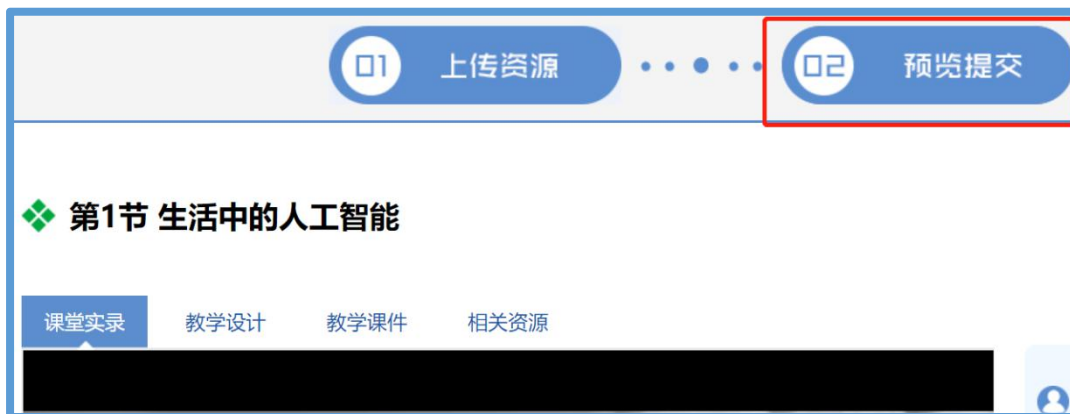 01 上传资源 02 预览提交
第1节 生活中的人工智能
课堂实录 教学设计 教学课件 相关资源